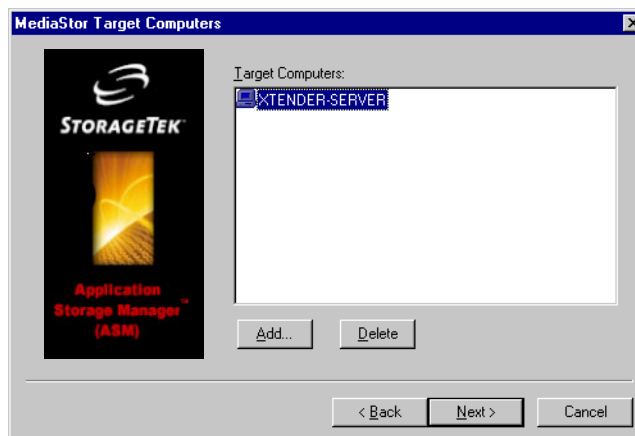 MediaStor Target Computers
STORAGETEK
Application
Storage Manager™
(ASM)
Target Computers:
XTENDER-SERVER
Add...
Delete
< Back
Next >
Cancel